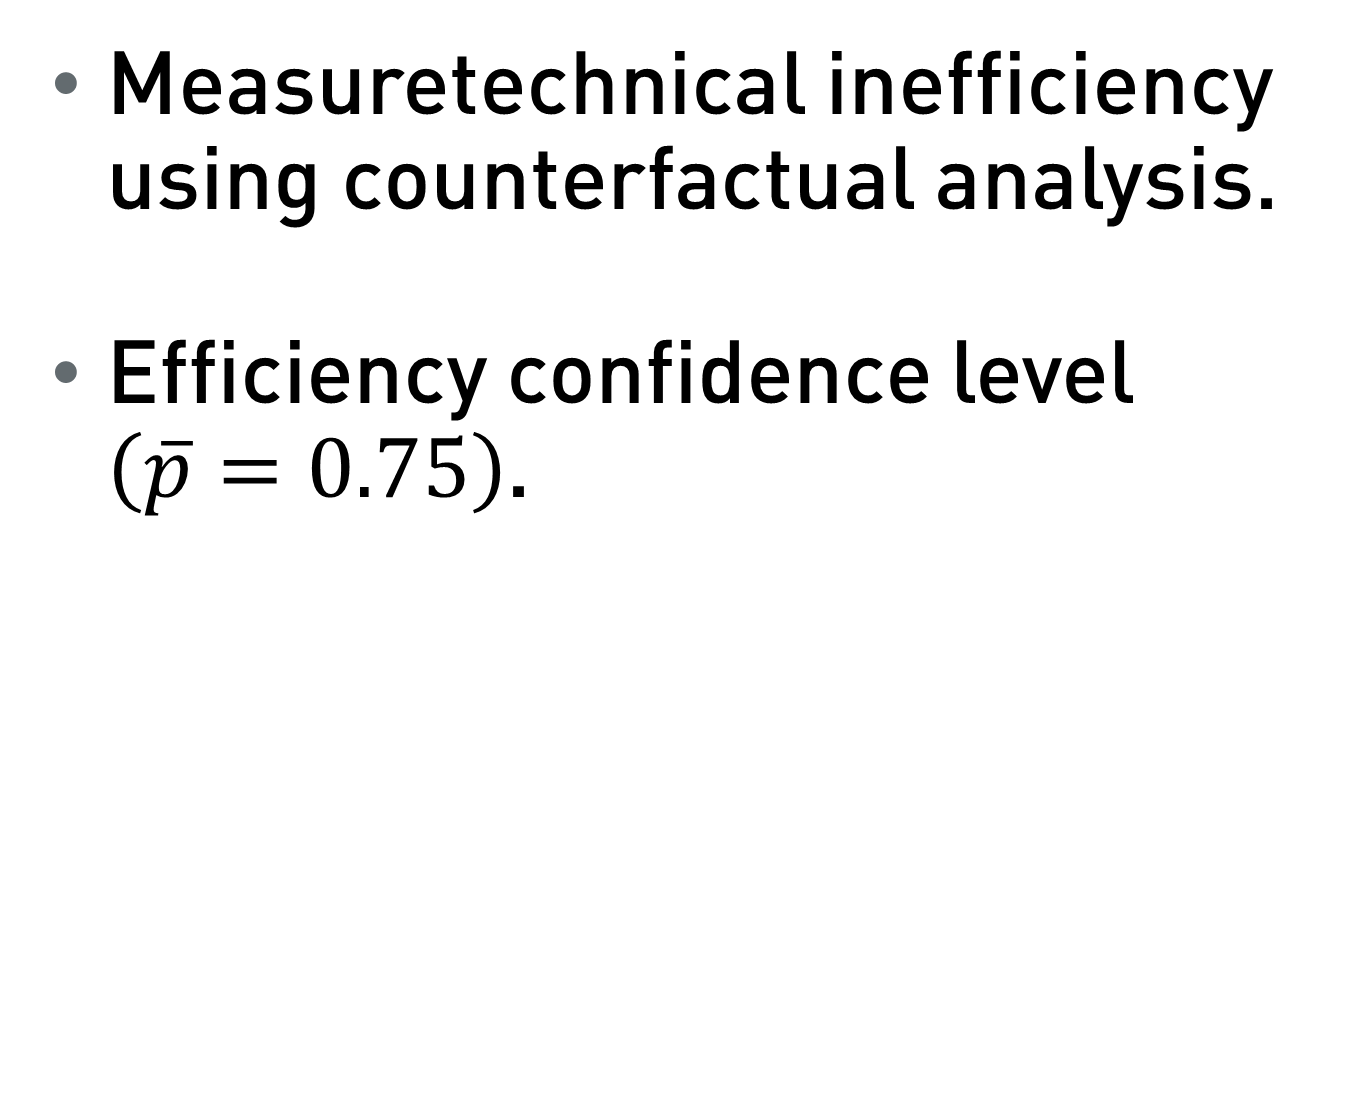 • Measuretechnical inefficiency
using counterfactual analysis.
• Efficiency confidence level
(p̄ = 0.75).